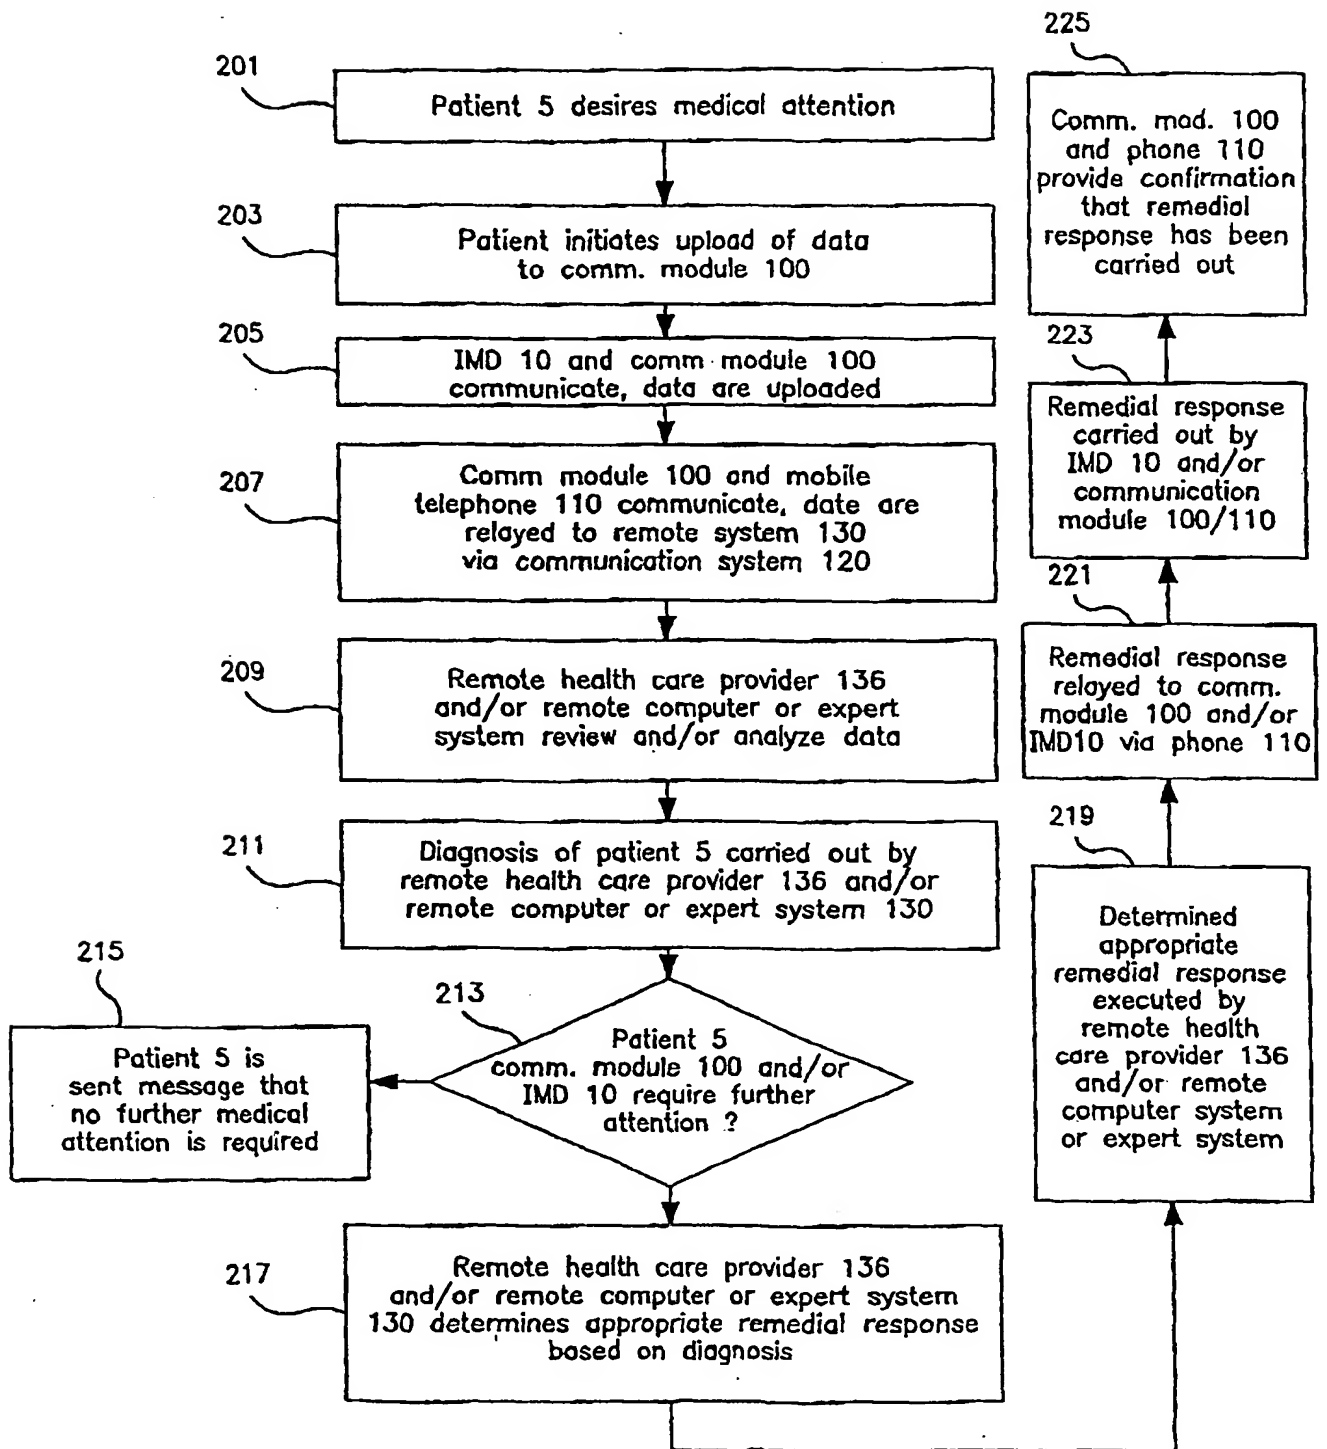 201
Patient 5 desires medical attention
203
Patient initiates upload of data
to comm. module 100
205
IMD 10 and comm module 100
communicate, data are uploaded
207
Comm module 100 and mobile
telephone 110 communicate, date are
relayed to remote system 130
via communication system 120
209
Remote health care provider 136
and/or remote computer or expert
system review and/or analyze data
211
Diagnosis of patient 5 carried out by
remote health care provider 136 and/or
remote computer or expert system 130
213
Patient 5
comm. module 100 and/or
IMD 10 require further
attention ?
215
Patient 5 is
sent message that
no further medical
attention is required
217
Remote health care provider 136
and/or remote computer or expert system
130 determines appropriate remedial response
based on diagnosis
219
Determined
appropriate
remedial response
executed by
remote health
care provider 136
and/or remote
computer system
or expert system
221
Remedial response
relayed to comm.
module 100 and/or
IMD10 via phone 110
223
Remedial response
carried out by
IMD 10 and/or
communication
module 100/110
225
Comm. mod. 100
and phone 110
provide confirmation
that remedial
response has been
carried out